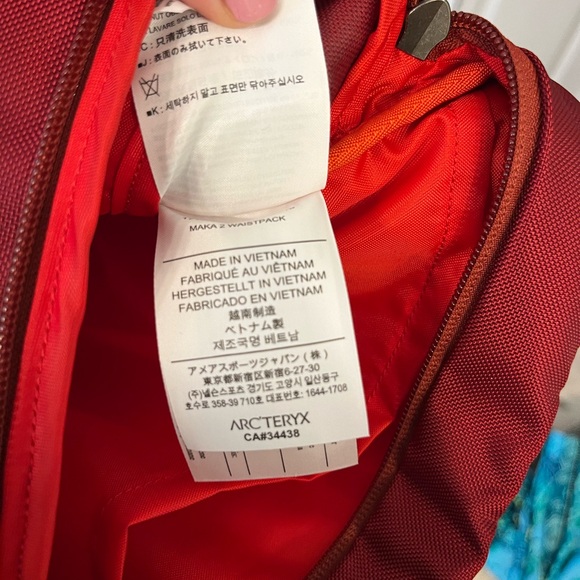 LAVARE SOLO
C: 只清洗表面
■J: 表面のみ拭いて下さい。
■K: 세탁하지 말고 표면만 닦아주십시오
MAKA 2 WAISTPACK
MADE IN VIETNAM
FABRIQUÉ AU VIETNAM
HERGESTELLT IN VIETNAM
FABRICADO EN VIETNAM
越南制造
ベトナム製
제조국명 베트남
アメアスポーツジャパン(株)
東京都新宿区新宿6-27-30
(주)넬슨스포츠 경기도 고양시 일산동구
하오로 358-39 710호 대표번호: 1644-1708
ARC'TERYX
CA#34438